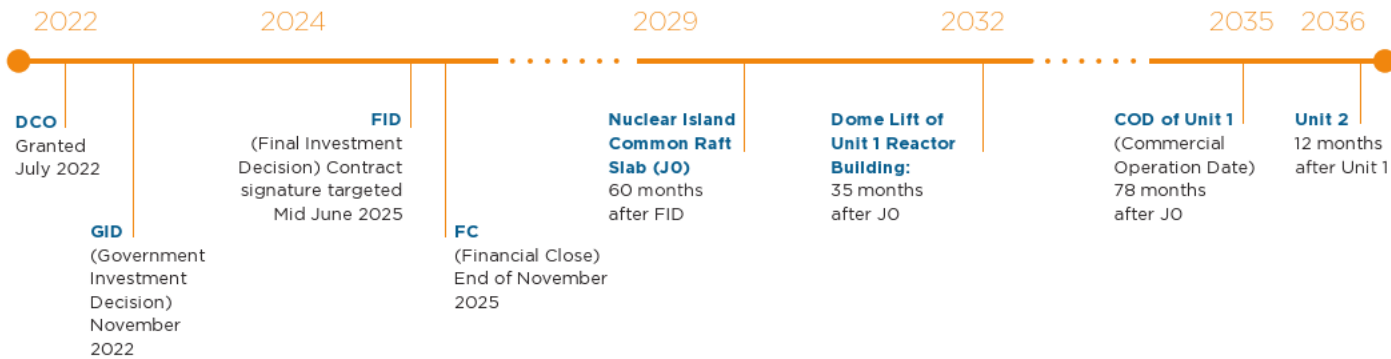 2022
2024
2029
2032
2035
2036
DCO
Granted
July 2022
GID
(Government
Investment
Decision)
November
2022
FID
(Final Investment
Decision) Contract
signature targeted
Mid June 2025
FC
(Financial Close)
End of November
2025
Nuclear Island
Common Raft
Slab (J0)
60 months
after FID
Dome Lift of
Unit 1 Reactor
Building:
35 months
after J0
COD of Unit 1
(Commercial
Operation Date)
78 months
after J0
Unit 2
12 months
after Unit 1